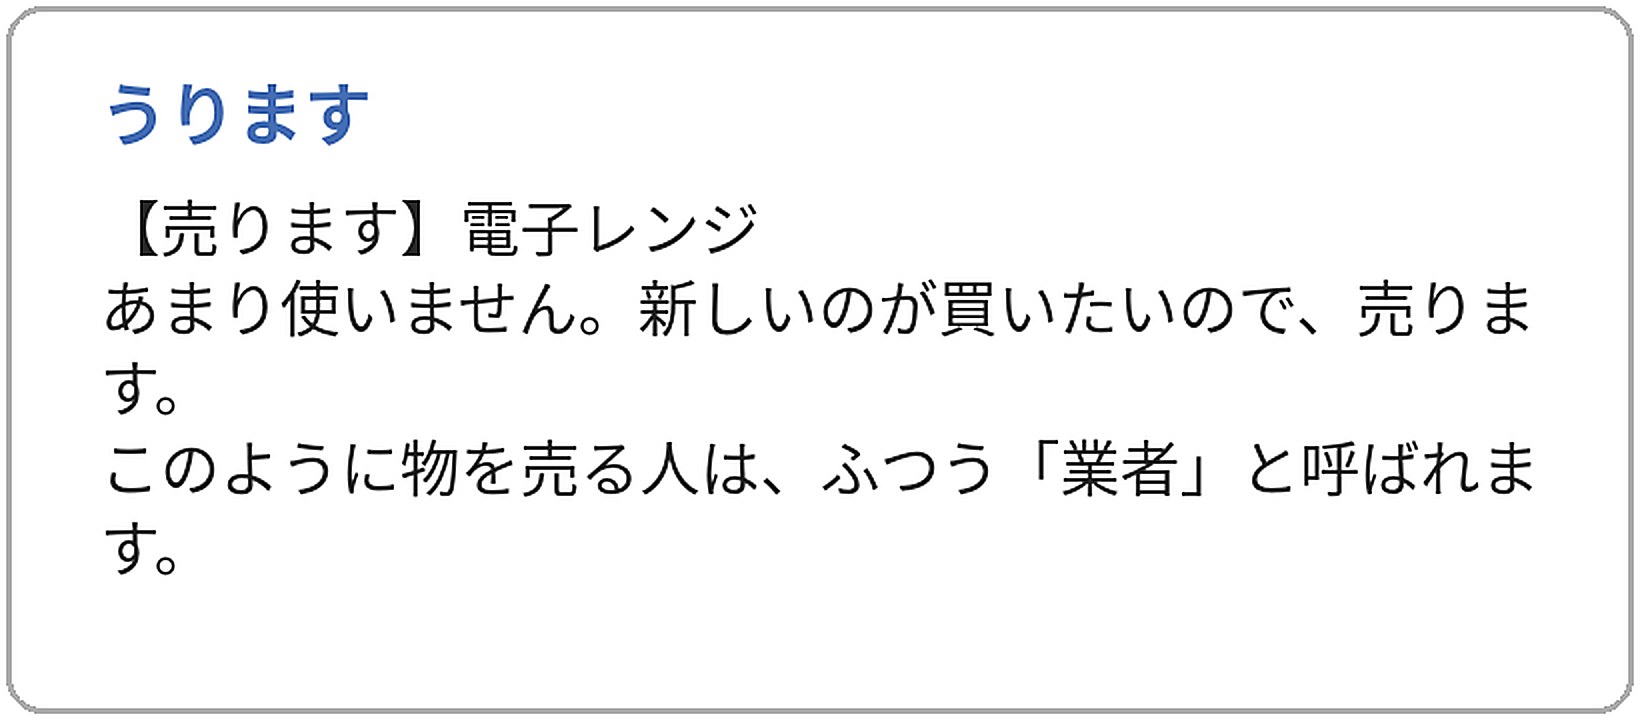 うります
【売ります】電子レンジ
あまり使いません。新しいのが買いたいので、売りま
す。
このように物を売る人は、ふつう「業者」と呼ばれま
す。